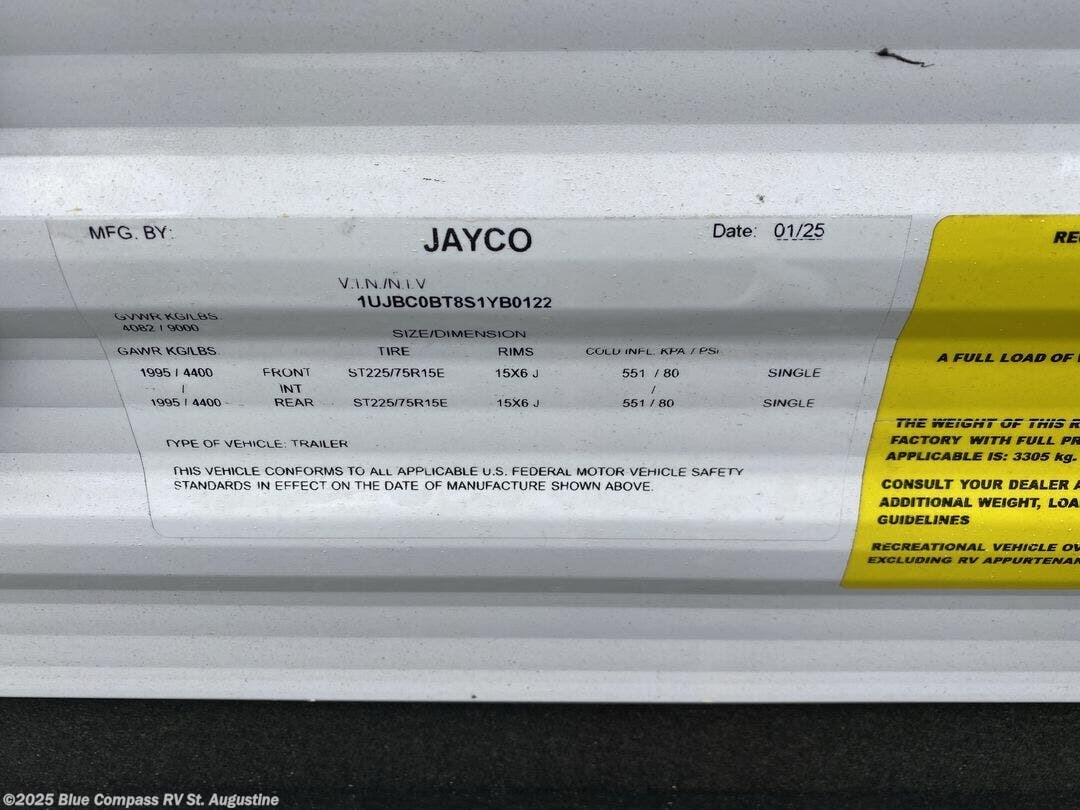 MFG. BY: JAYCO Date: 01/25
V.I.N./N.I.V
1UJBC0BT8S1YB0122
GVWR KG/LBS.
4082 / 9000
SIZE/DIMENSION
GAWR KG/LBS. TIRE RIMS COLD INFL. KPA / PSI
1995 / 4400 FRONT ST225/75R15E 15X6 J 551 / 80 SINGLE
/ INT /
1995 / 4400 REAR ST225/75R15E 15X6 J 551 / 80 SINGLE
TYPE OF VEHICLE: TRAILER
THIS VEHICLE CONFORMS TO ALL APPLICABLE U.S. FEDERAL MOTOR VEHICLE SAFETY
STANDARDS IN EFFECT ON THE DATE OF MANUFACTURE SHOWN ABOVE.
A FULL LOAD OF
THE WEIGHT OF THIS
FACTORY WITH FULL
APPLICABLE IS: 3305 kg.
CONSULT YOUR DEALER
ADDITIONAL WEIGHT,
GUIDELINES
RECREATIONAL VEHICLE
EXCLUDING RV
©2025 Blue Compass RV St. Augustine